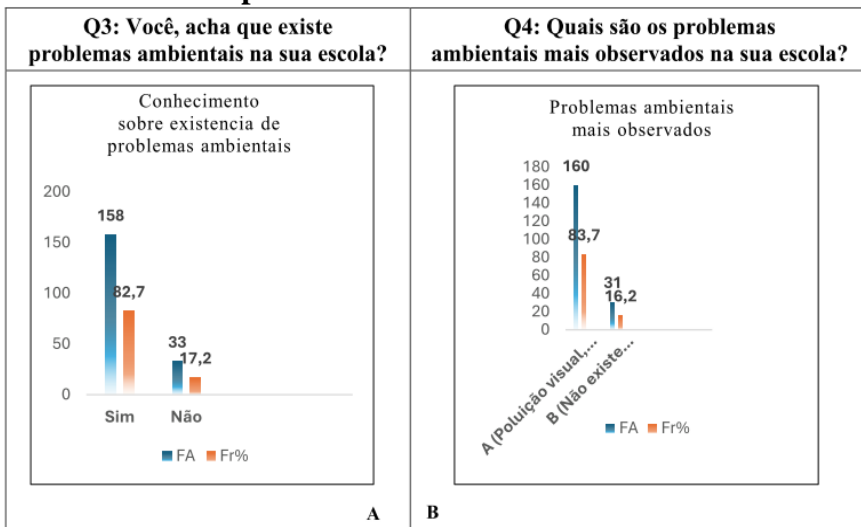 Q3: Você, acha que existe
problemas ambientais na sua escola?
Q4: Quais são os problemas
ambientais mais observados na sua escola?
Conhecimento
sobre existencia de
problemas ambientais
200
150
100
50
0
158
82,7
33
17,2
Sim
Não
FA
Fr%
A
Problemas ambientais
mais observados
180
160
140
120
100
80
60
40
20
0
160
83,7
31
16,2
A (Poluição visual,...
B (Não existe...
FA
Fr%
B